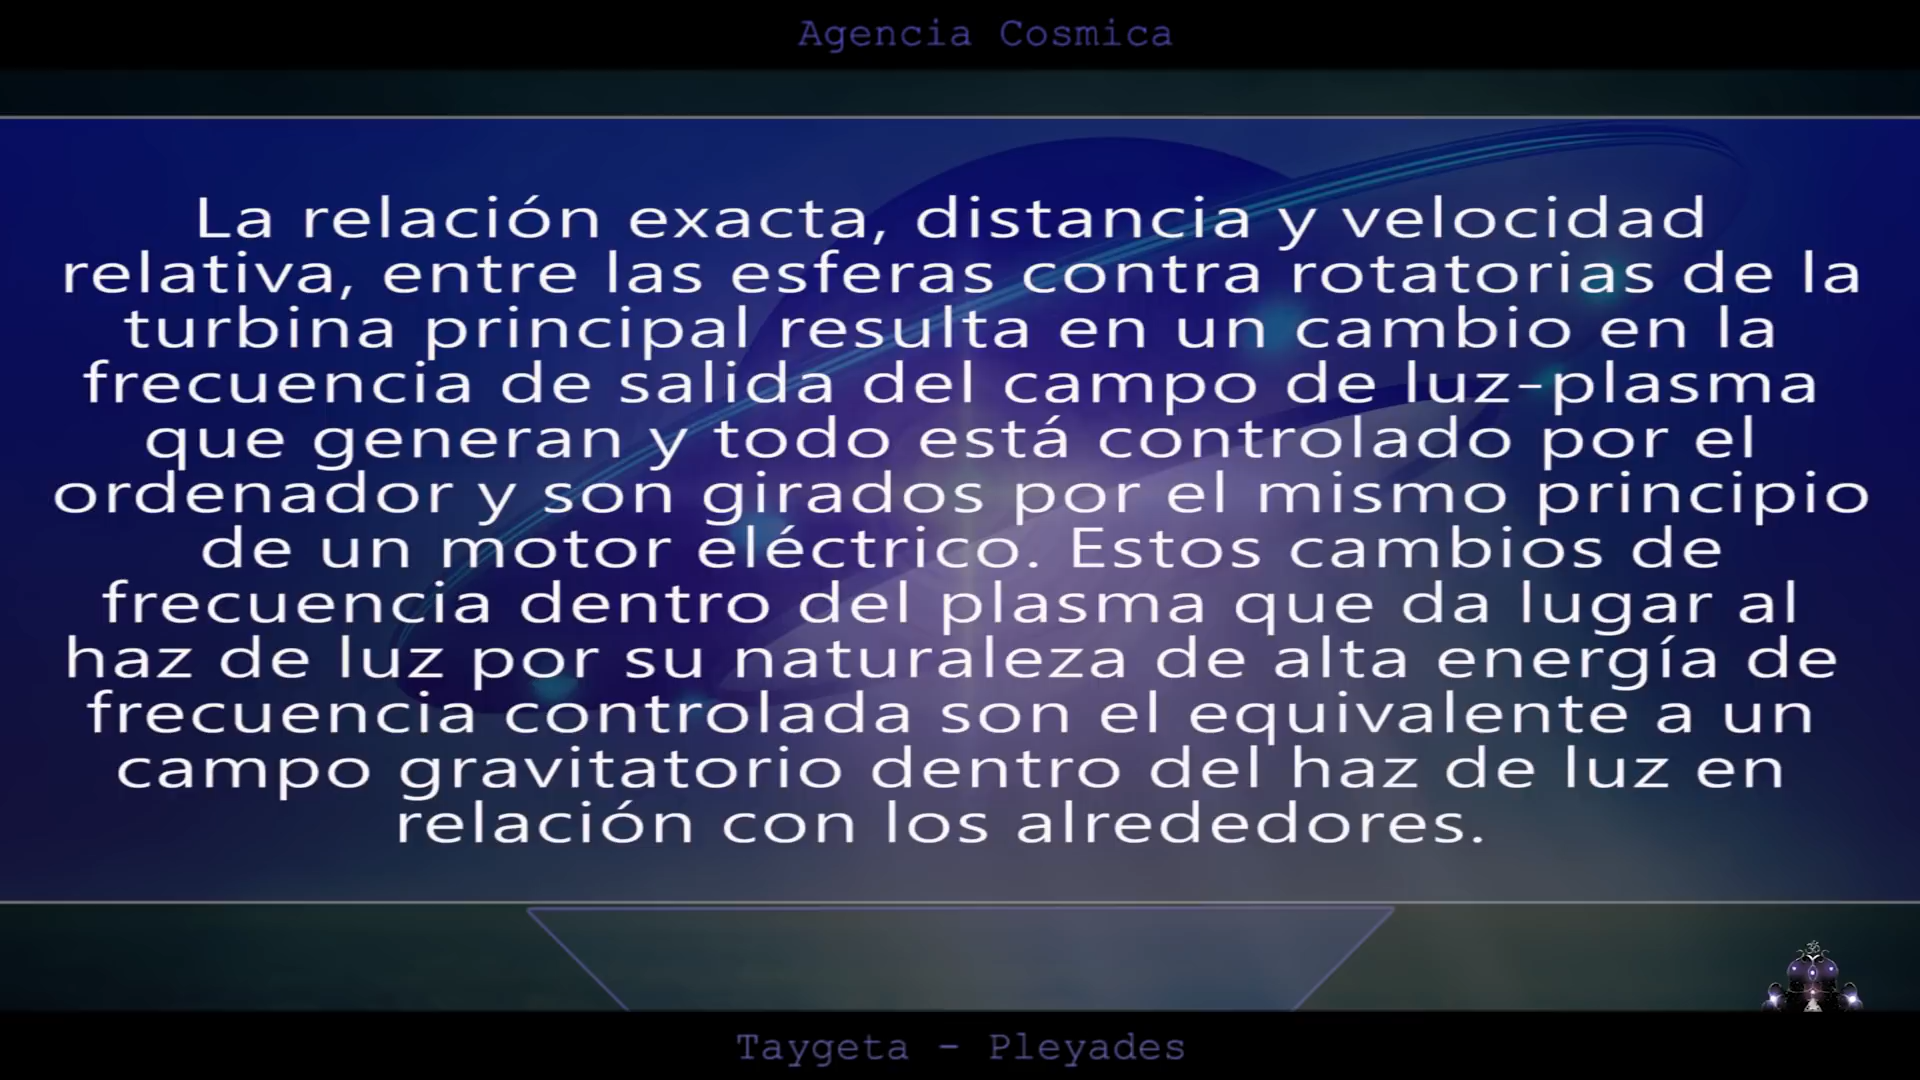 Agencia Cosmica
La relación exacta, distancia y velocidad
relativa, entre las esferas contra rotatorias de la
turbina principal resulta en un cambio en la
frecuencia de salida del campo de luz-plasma
que generan y todo está controlado por el
ordenador y son girados por el mismo principio
de un motor eléctrico. Estos cambios de
frecuencia dentro del plasma que da lugar al
haz de luz por su naturaleza de alta energía de
frecuencia controlada son el equivalente a un
campo gravitatorio dentro del haz de luz en
relación con los alrededores.
Taygeta - Pleyades